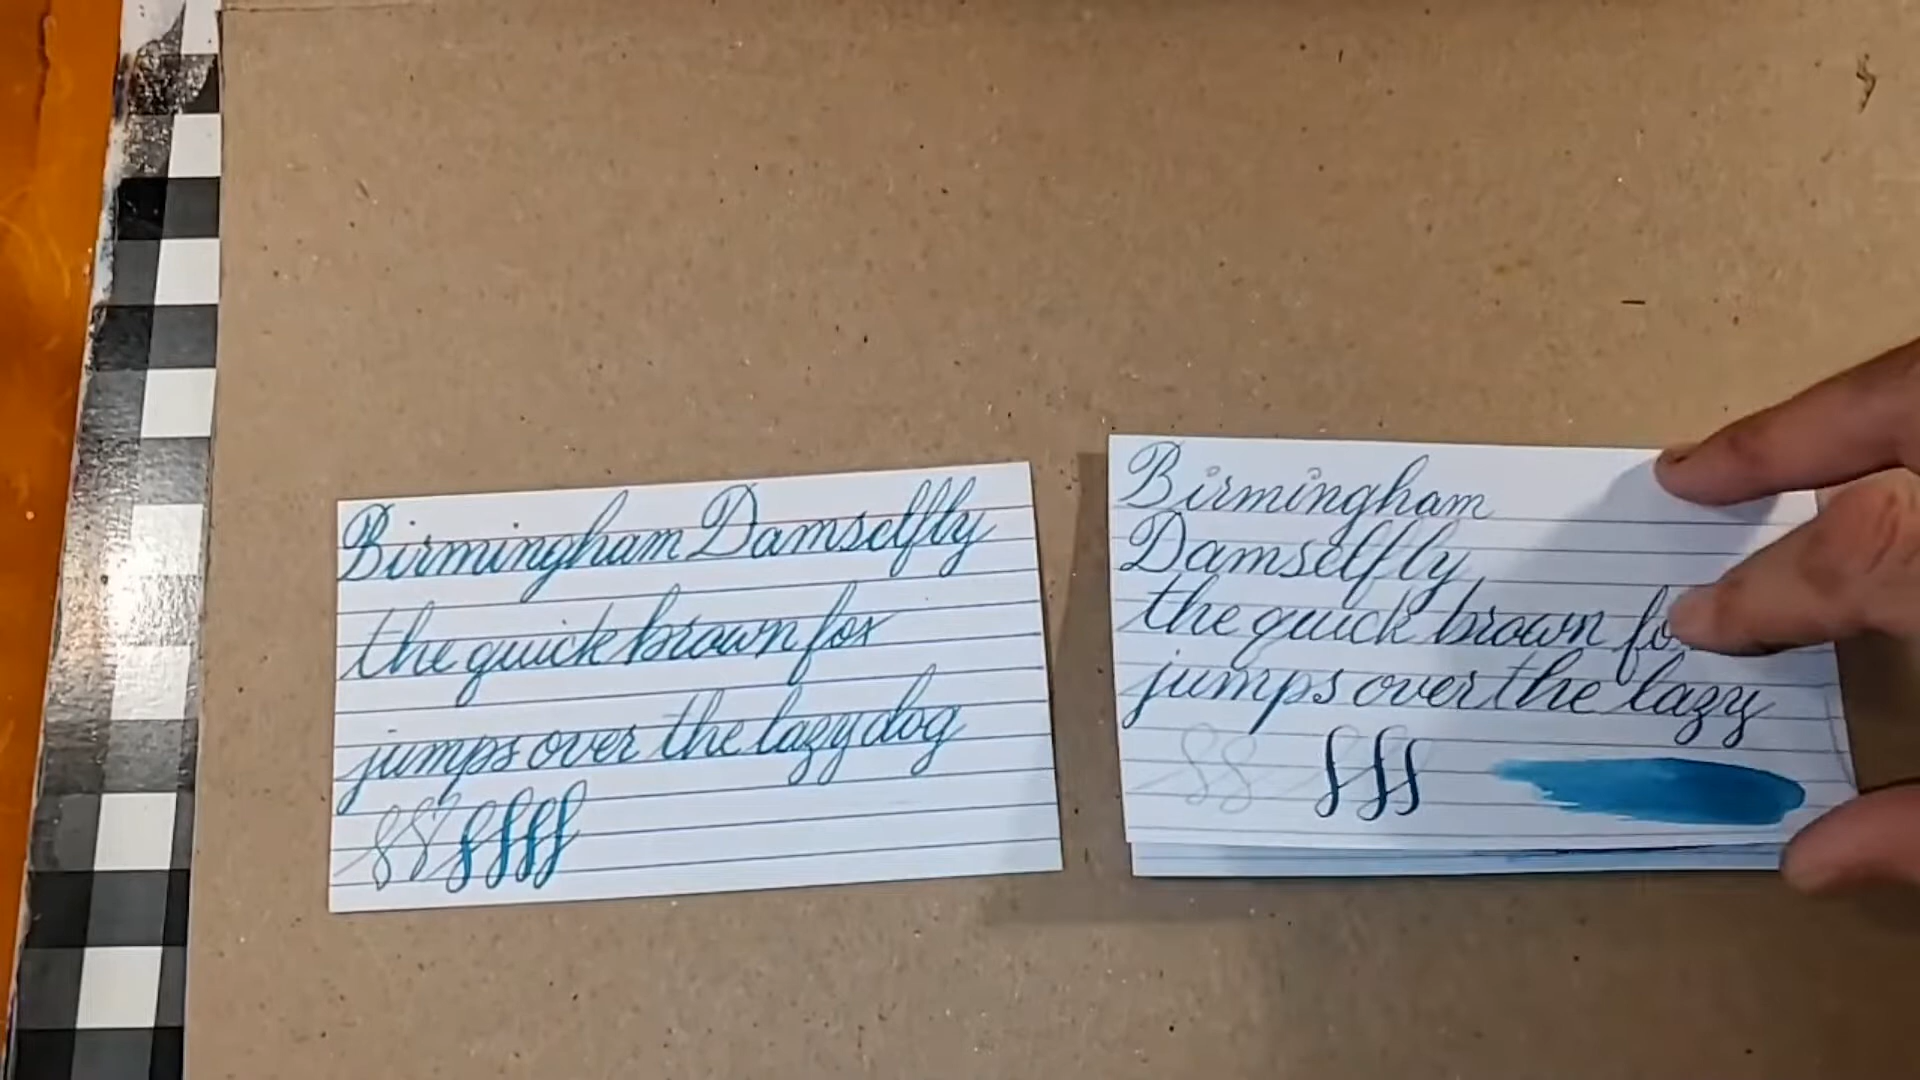 Birmingham Damselfly
the quick brown fox
jumps over the lazy dog
Birmingham
Damselfly
the quick brown fo
jumps over the lazy